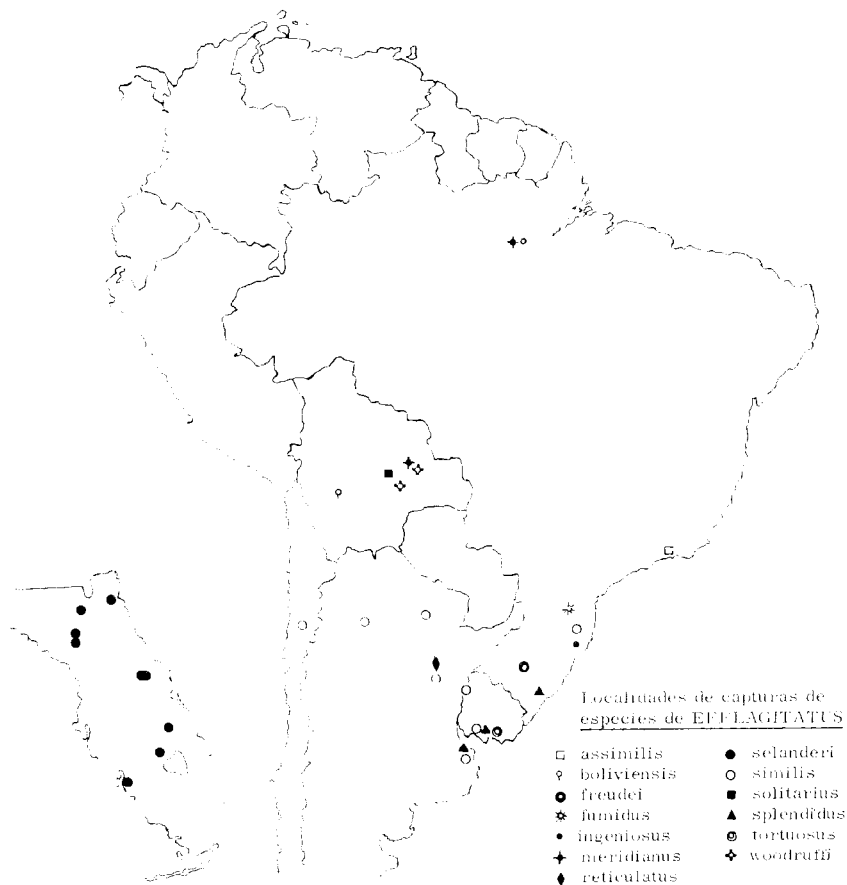 Localidades de capturas de
especies de EFFLAGITATUS
assimilis
boliviensis
freudei
fumidus
ingeniosus
meridianus
reticulatus
selanderi
similis
solitarius
splendidus
tortuosus
woodruffi